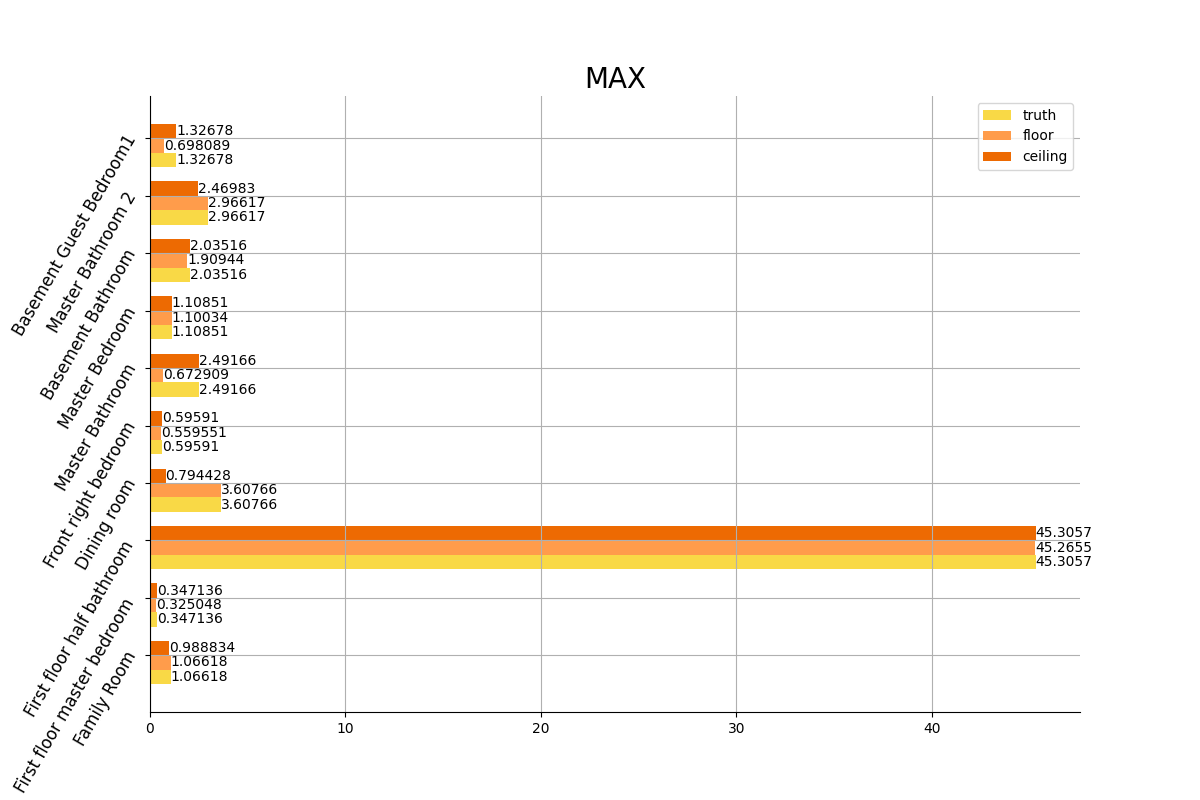 MAX
truth
floor
ceiling
Basement Guest Bedroom1
1.32678
0.698089
1.32678
Master Bathroom 2
2.46983
2.96617
2.96617
Basement Bathroom
2.03516
1.90944
2.03516
Master Bedroom
1.10851
1.10034
1.10851
Master Bathroom
2.49166
0.672909
2.49166
Front right bedroom
0.59591
0.559551
0.59591
Dining room
0.794428
3.60766
3.60766
First floor half bathroom
45.3057
45.2655
45.3057
First floor master bedroom
0.347136
0.325048
0.347136
Family Room
0.988834
1.06618
1.06618
0 10 20 30 40